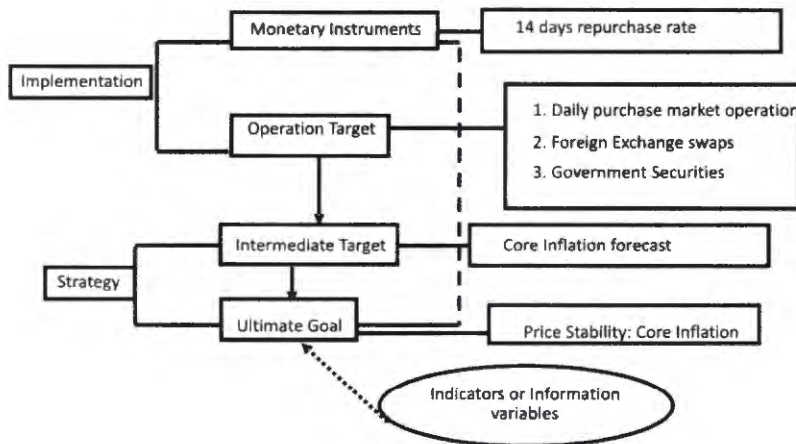 Monetary Instruments
14 days repurchase rate
Implementation
Operation Target
1. Daily purchase market operation
2. Foreign Exchange swaps
3. Government Securities
Intermediate Target
Core Inflation forecast
Strategy
Ultimate Goal
Price Stability: Core Inflation
Indicators or Information
variables